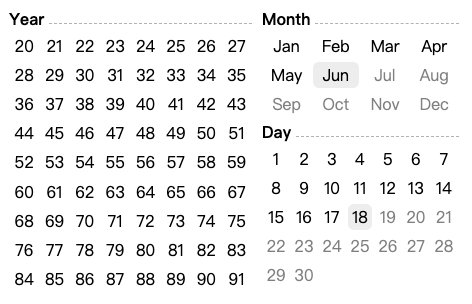 Year
20 21 22 23 24 25 26 27
28 29 30 31 32 33 34 35
36 37 38 39 40 41 42 43
44 45 46 47 48 49 50 51
52 53 54 55 56 57 58 59
60 61 62 63 64 65 66 67
68 69 70 71 72 73 74 75
76 77 78 79 80 81 82 83
84 85 86 87 88 89 90 91
Month
Jan Feb Mar Apr
May Jun Jul Aug
Sep Oct Nov Dec
Day
1 2 3 4 5 6 7
8 9 10 11 12 13 14
15 16 17 18 19 20 21
22 23 24 25 26 27 28
29 30